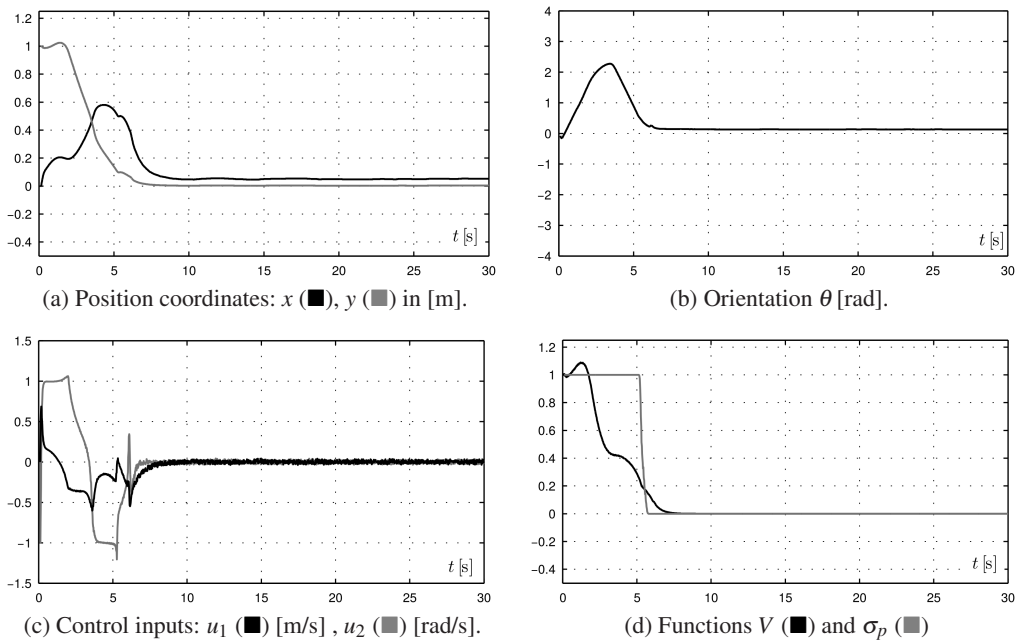 1.2
1
0.8
0.6
0.4
0.2
0
−0.2
−0.4
t [s]
0 5 10 15 20 25 30
(a) Position coordinates: x (■), y (■) in [m].
4
3
2
1
0
−1
−2
−3
−4
t [s]
0 5 10 15 20 25 30
(b) Orientation θ [rad].
1.5
1
0.5
0
−0.5
−1
−1.5
t [s]
0 5 10 15 20 25 30
(c) Control inputs: u₁ (■) [m/s] , u₂ (■) [rad/s].
1.2
1
0.8
0.6
0.4
0.2
0
−0.2
−0.4
t [s]
0 5 10 15 20 25 30
(d) Functions V (■) and σₚ (■)